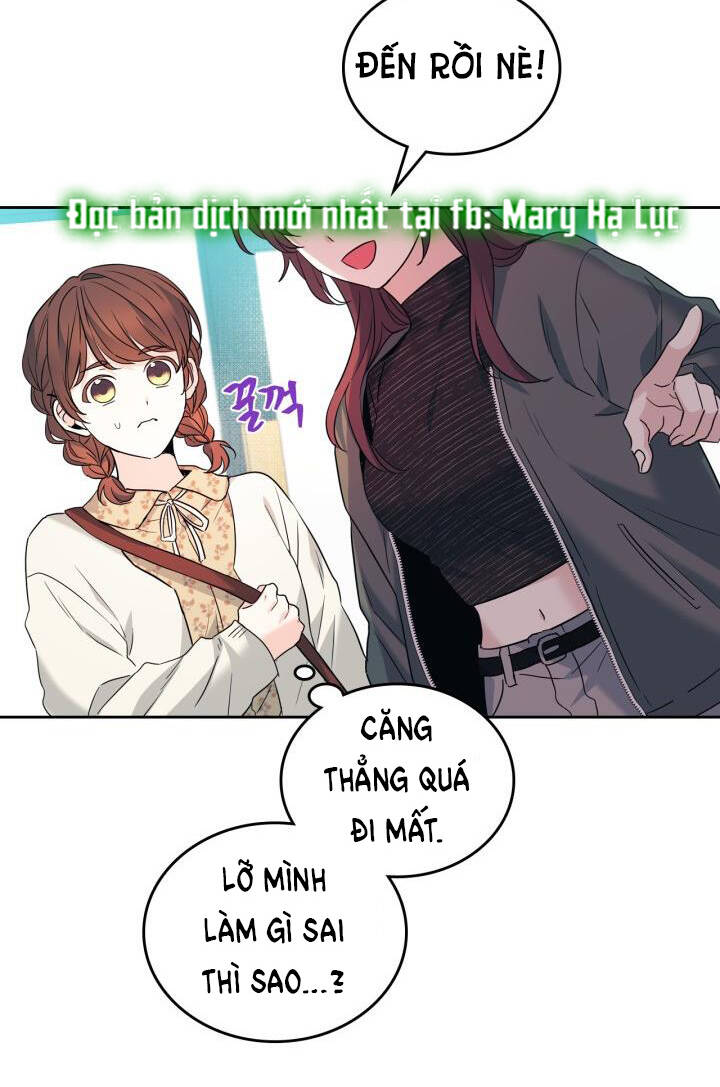 ĐẾN RỒI NÈ!
Đọc bản dịch mới nhất tại fb: Mary Hạ Lục
꿀꺽
CĂNG
THẲNG QUÁ
ĐI MẤT.
LỠ MÌNH
LÀM GÌ SAI
THÌ SAO...?